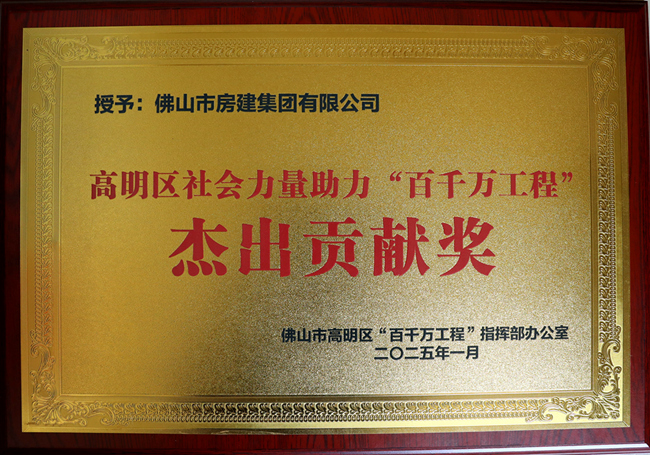 授予：佛山市房建集团有限公司
高明区社会力量助力“百千万工程”
杰出贡献奖
佛山市高明区“百千万工程”指挥部办公室
二〇二五年一月